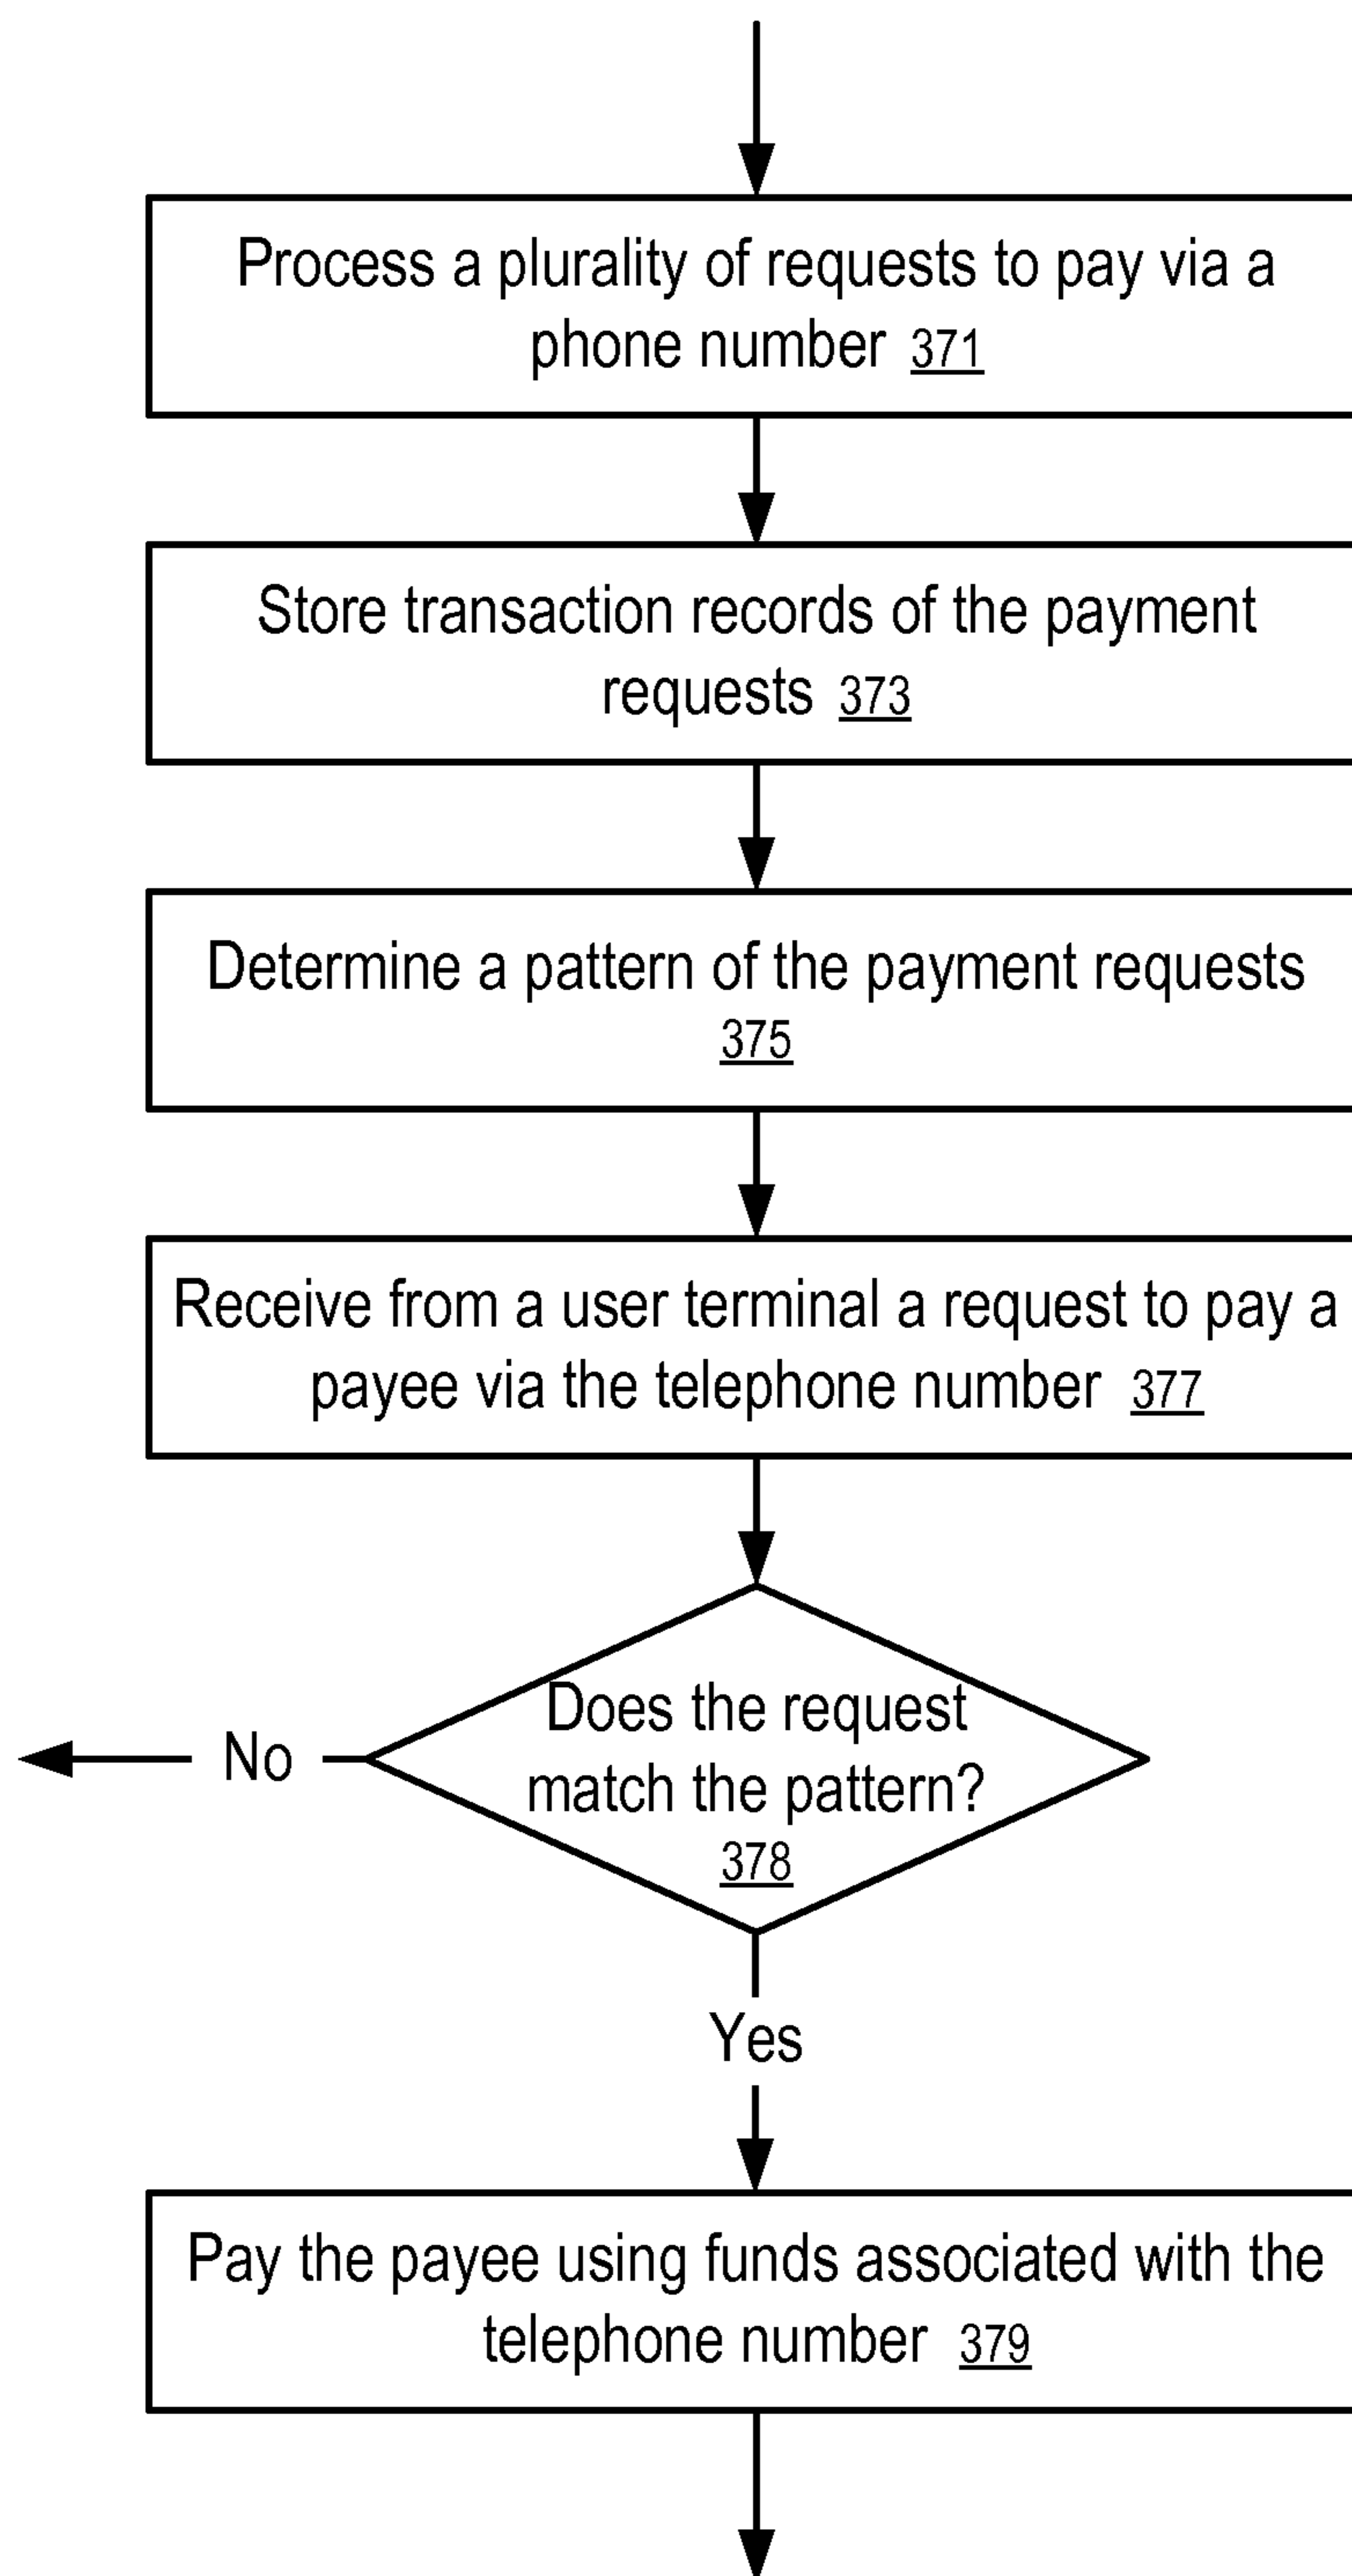 Process a plurality of requests to pay via a
phone number 371
Store transaction records of the payment
requests 373
Determine a pattern of the payment requests
375
Receive from a user terminal a request to pay a
payee via the telephone number 377
Does the request
match the pattern?
378
No
Yes
Pay the payee using funds associated with the
telephone number 379